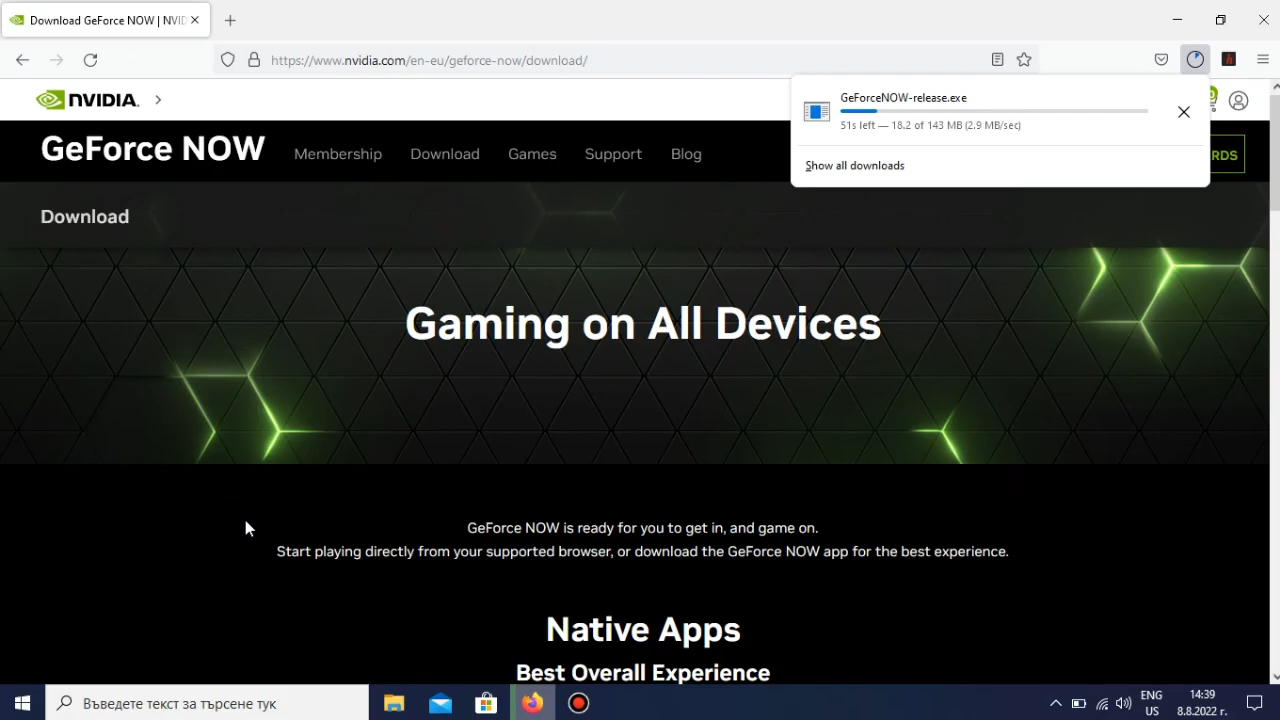 Download GeForce NOW | NVID
https://www.nvidia.com/en-eu/geforce-now/download/
GeForceNOW-release.exe
51s left — 18.2 of 143 MB (2.9 MB/sec)
Show all downloads
NVIDIA.
0
GeForce NOW
Membership
Download
Games
Support
Blog
RDS
Download
Gaming on All Devices
GeForce NOW is ready for you to get in, and game on.
Start playing directly from your supported browser, or download the GeForce NOW app for the best experience.
Native Apps
Best Overall Experience
Въведете текст за търсене тук
ENG
US
14:39
8.8.2022 г.